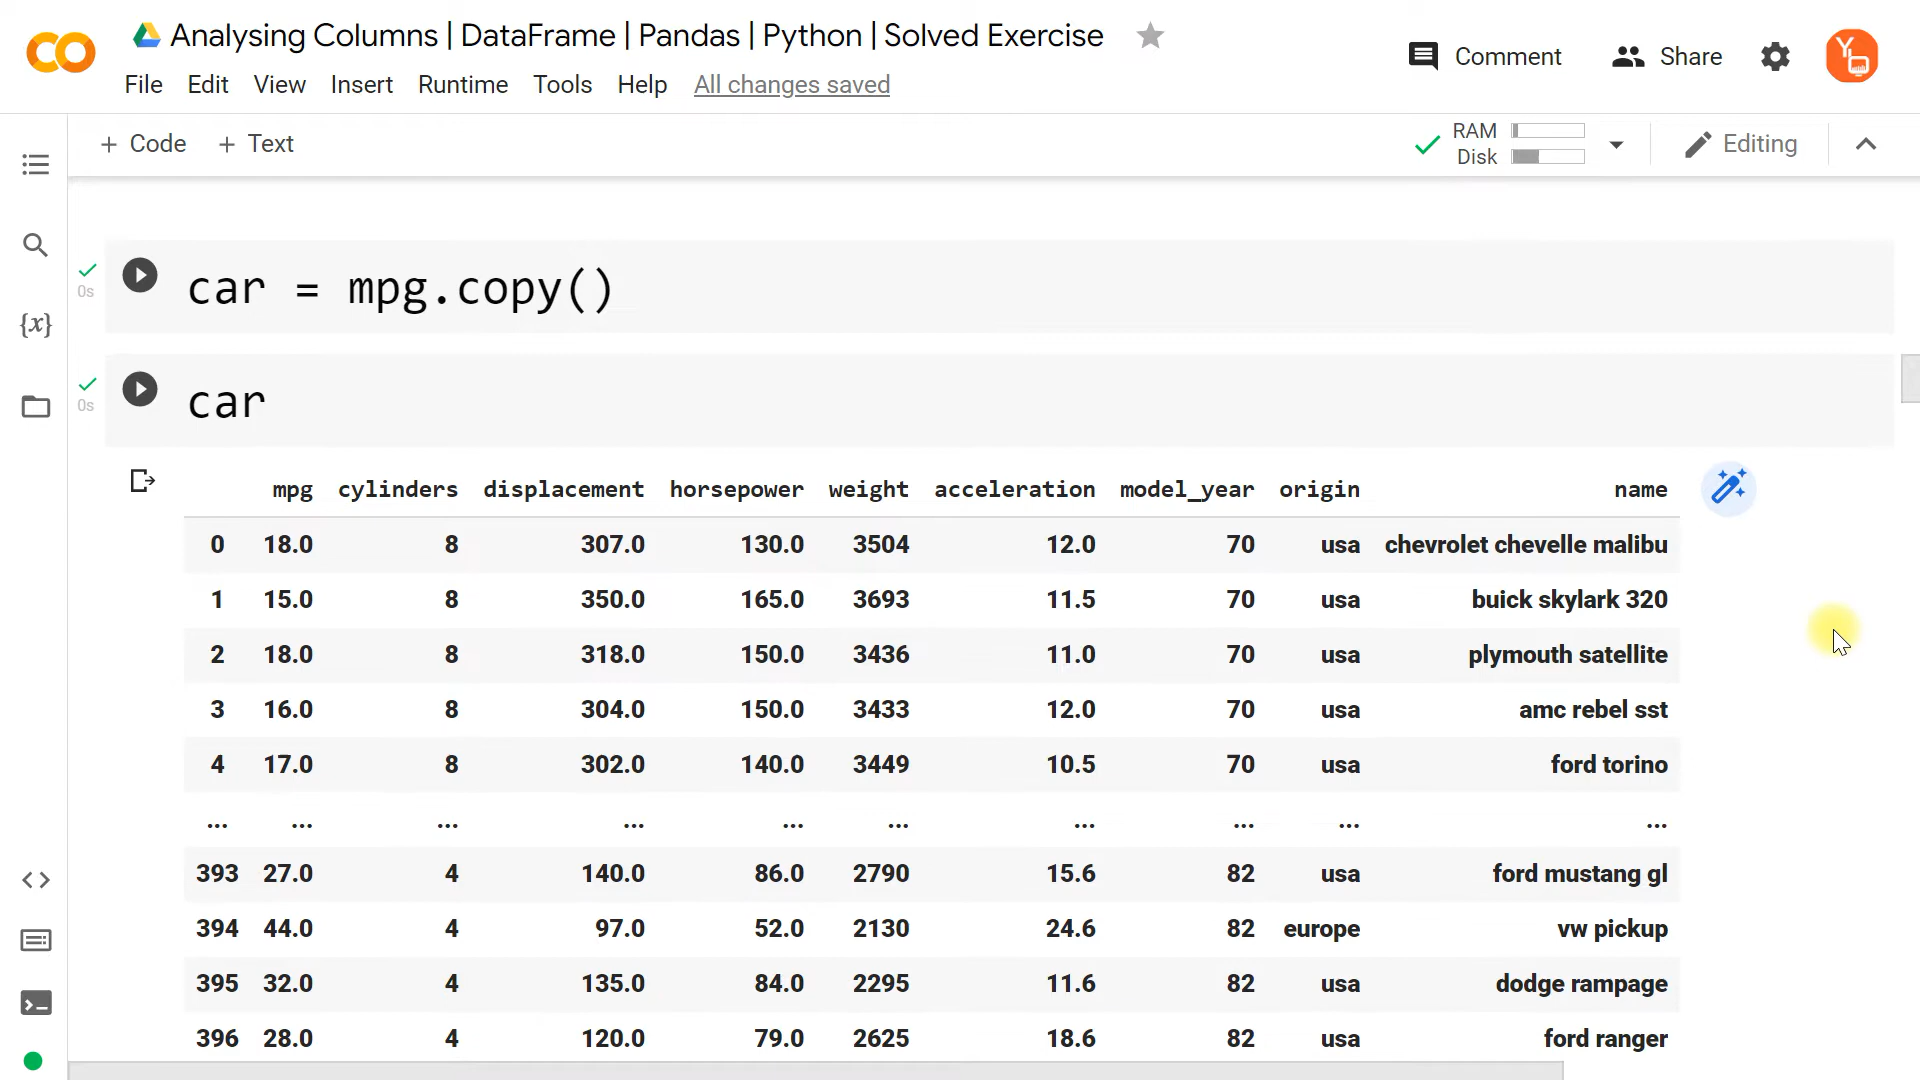 Analysing Columns | DataFrame | Pandas | Python | Solved Exercise
Comment
Share
File Edit View Insert Runtime Tools Help All changes saved
+ Code + Text
RAM
Disk
Editing
0s
car = mpg.copy()
{x}
0s
car
mpg cylinders displacement horsepower weight acceleration model_year origin name
0 18.0 8 307.0 130.0 3504 12.0 70 usa chevrolet chevelle malibu
1 15.0 8 350.0 165.0 3693 11.5 70 usa buick skylark 320
2 18.0 8 318.0 150.0 3436 11.0 70 usa plymouth satellite
3 16.0 8 304.0 150.0 3433 12.0 70 usa amc rebel sst
4 17.0 8 302.0 140.0 3449 10.5 70 usa ford torino
... ... ... ... ... ... ... ... ... ...
393 27.0 4 140.0 86.0 2790 15.6 82 usa ford mustang gl
394 44.0 4 97.0 52.0 2130 24.6 82 europe vw pickup
395 32.0 4 135.0 84.0 2295 11.6 82 usa dodge rampage
396 28.0 4 120.0 79.0 2625 18.6 82 usa ford ranger